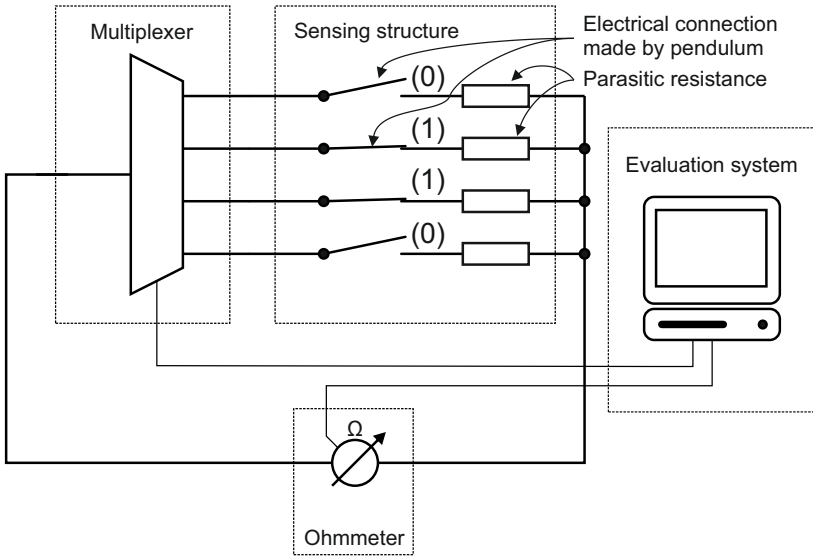 Multiplexer
Sensing structure
Electrical connection
made by pendulum
Parasitic resistance
(0)
(1)
(1)
(0)
Evaluation system
Ω
Ohmmeter